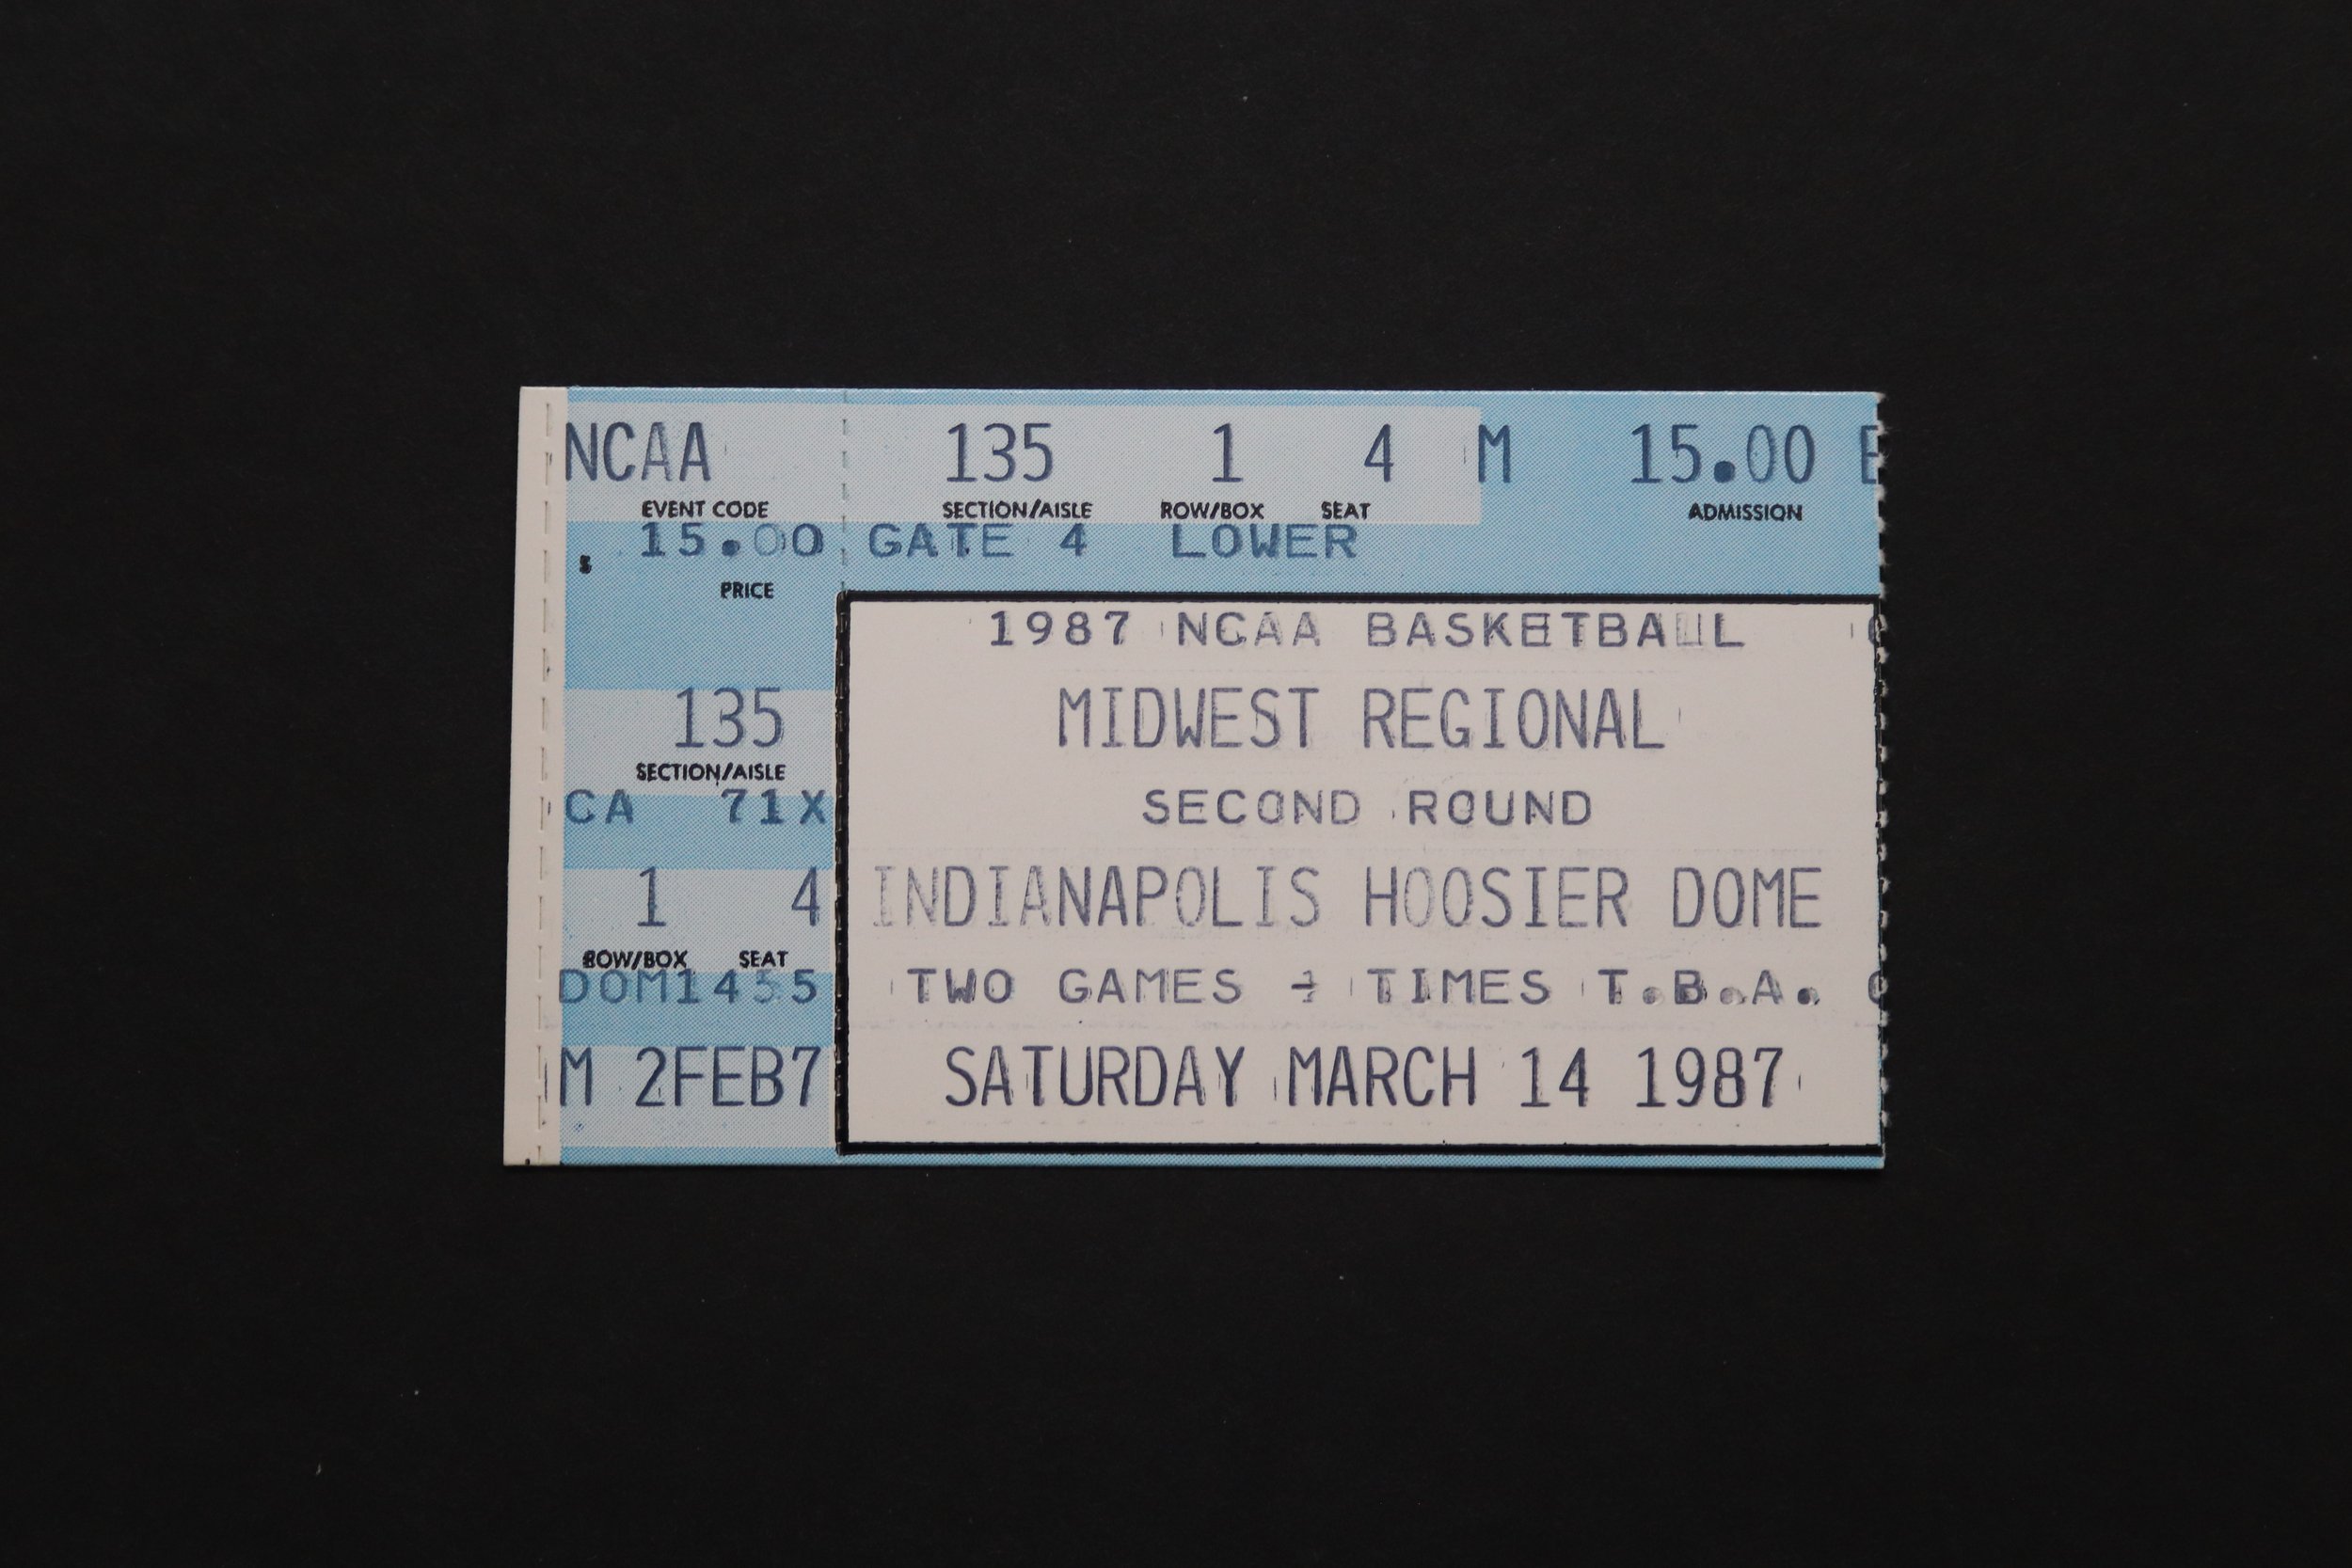 NCAA 135 1 4 M 15.00
EVENT CODE SECTION/AISLE ROW/BOX SEAT ADMISSION
$ 15.00 GATE 4 LOWER
PRICE
1987 NCAA BASKETBALL
135 MIDWEST REGIONAL
SECTION/AISLE
CA 71X SECOND ROUND
1 4 INDIANAPOLIS HOOSIER DOME
ROW/BOX SEAT
DOM1455 TWO GAMES - TIMES T.B.A.
M 2FEB7 SATURDAY MARCH 14 1987